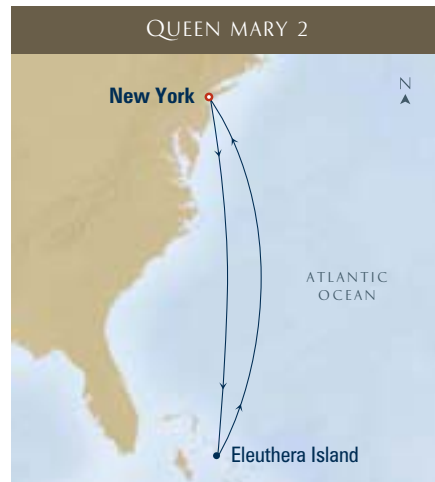 QUEEN MARY 2
New York
N
ATLANTIC
OCEAN
Eleuthera Island